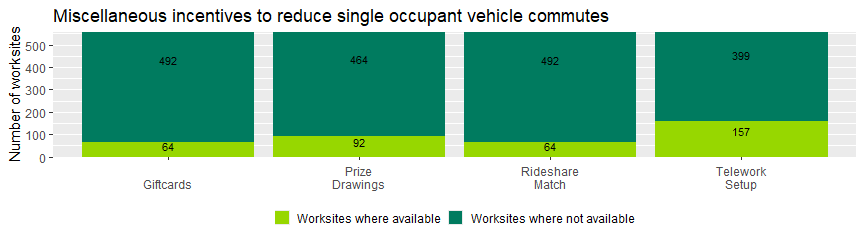 Miscellaneous incentives to reduce single occupant vehicle commutes
Number of worksites
500
400
300
200
100
0
492
464
492
399
64
92
64
157
Giftcards
Prize
Drawings
Rideshare
Match
Telework
Setup
Worksites where available
Worksites where not available